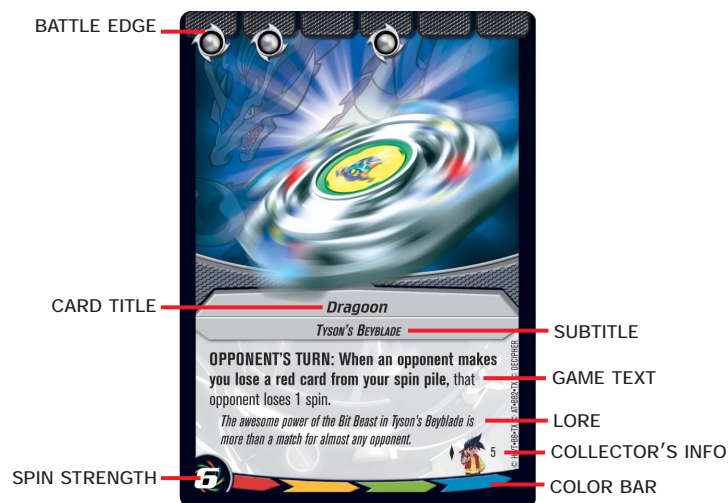 BATTLE EDGE
CARD TITLE
Dragoon
TYSON'S BEYBLADE
SUBTITLE
OPPONENT'S TURN: When an opponent makes
you lose a red card from your spin pile, that
opponent loses 1 spin.
GAME TEXT
The awesome power of the Bit Beast in Tyson's Beyblade is
more than a match for almost any opponent.
LORE
5
COLLECTOR'S INFO
SPIN STRENGTH
6
COLOR BAR
DECIPHER